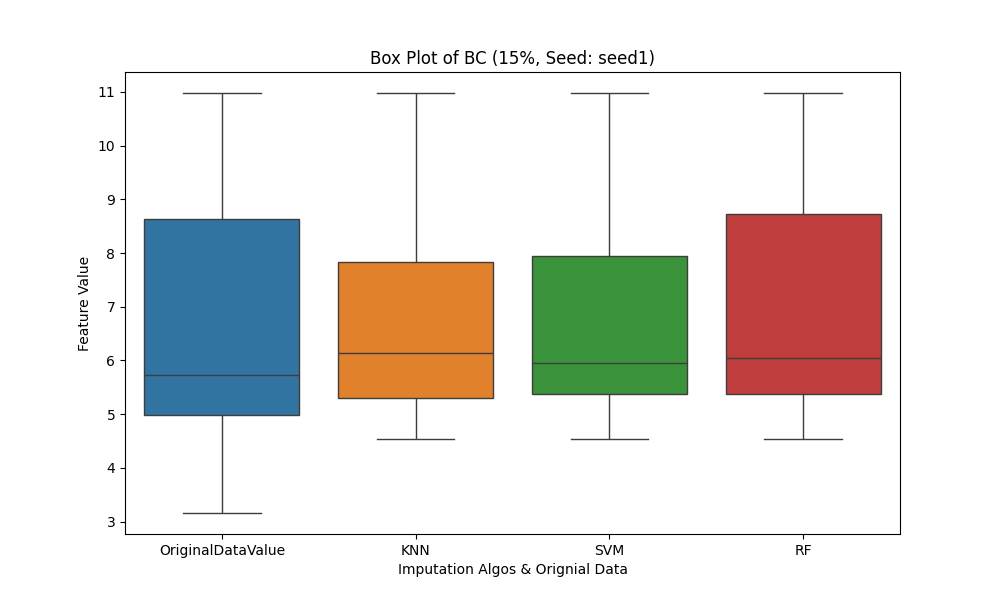 Box Plot of BC (15%, Seed: seed1)
11
10
9
8
7
6
5
4
3
Feature Value
OriginalDataValue
KNN
SVM
RF
Imputation Algos & Orignial Data